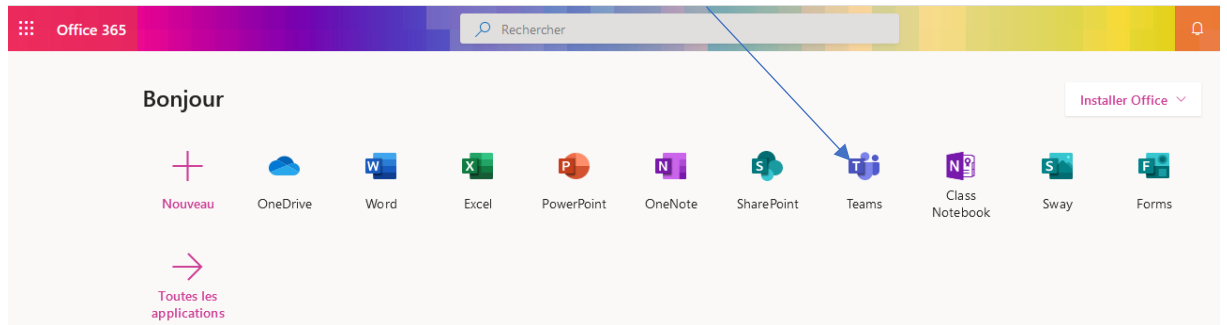 Office 365
Rechercher
Bonjour
Installer Office
Nouveau
OneDrive
Word
Excel
PowerPoint
OneNote
SharePoint
Teams
Class
Notebook
Sway
Forms
Toutes les
applications